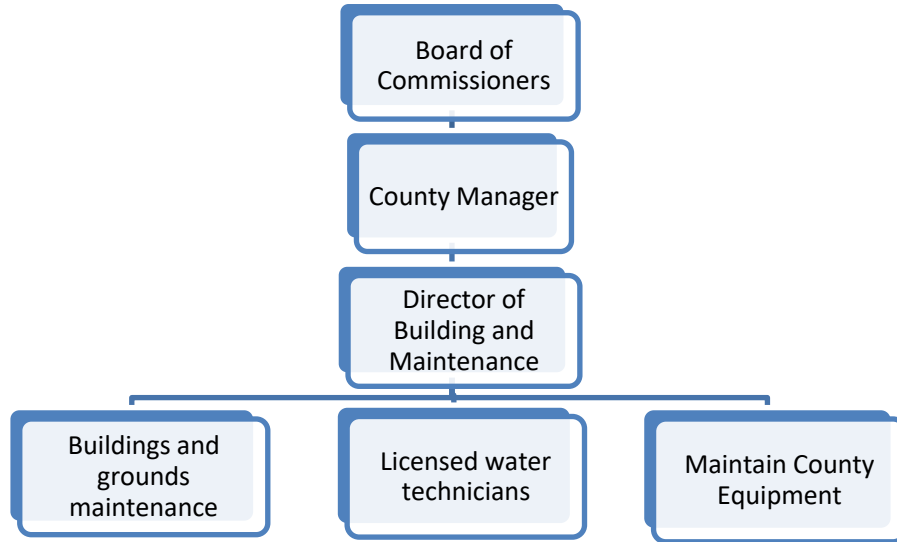 Board of
Commissioners
County Manager
Director of
Building and
Maintenance
Buildings and
grounds
maintenance
Licensed water
technicians
Maintain County
Equipment